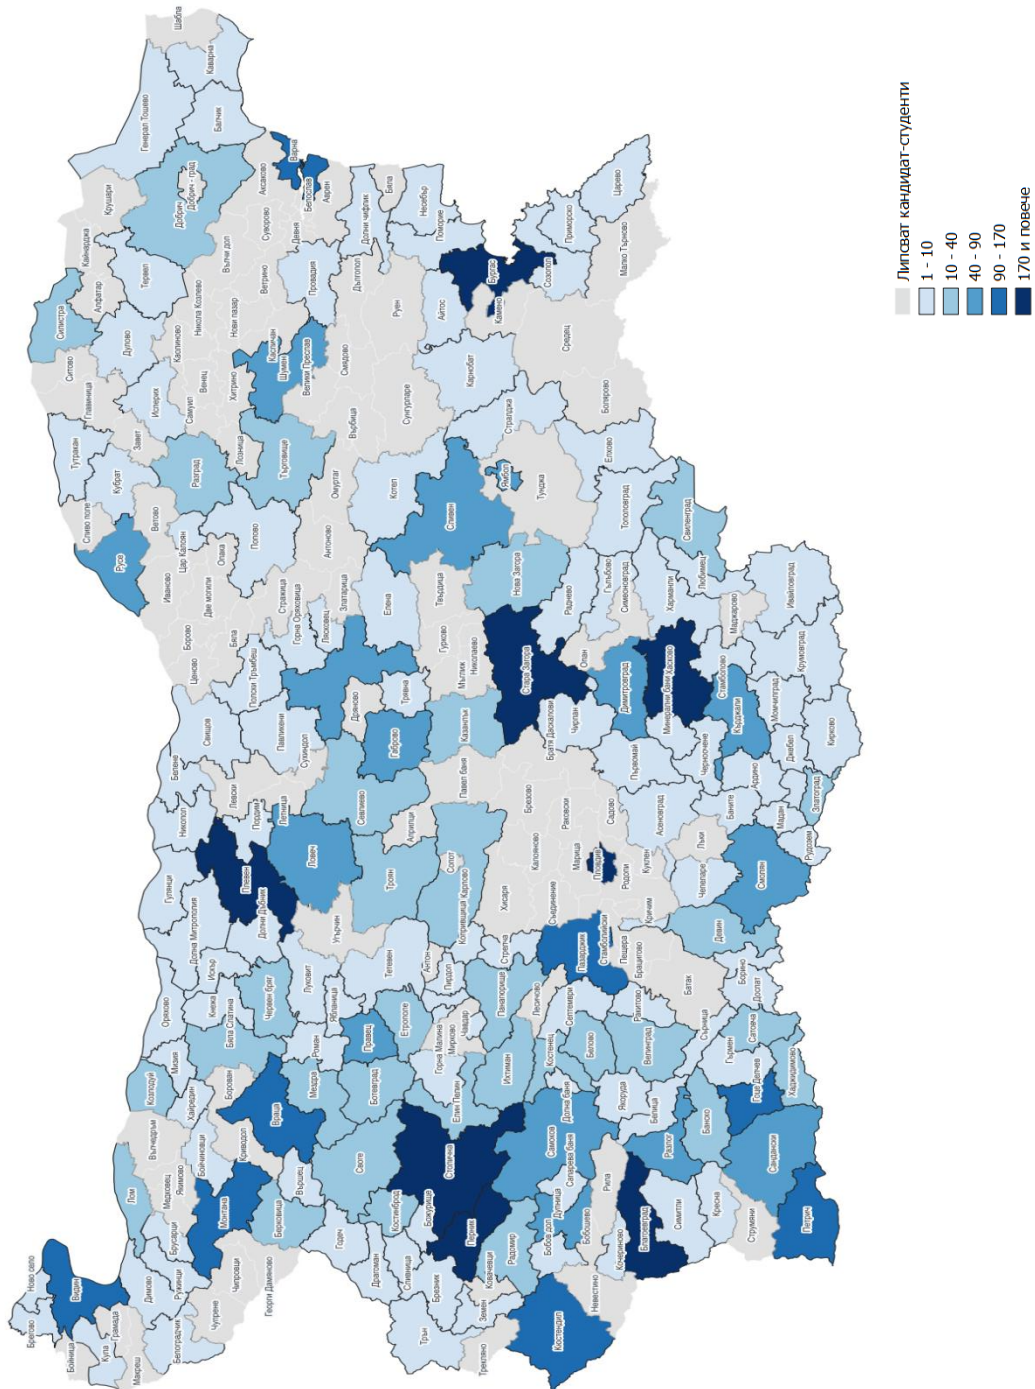 Ново село
Брегово
Видин
Бойница
Кула
Грамада
Макреш
Димово
Белоградчик
Ружинци
Чупрене
Чипровци
Георги Дамяново
Лом
Брусарци
Медковец
Якимово
Вълчедръм
Монтана
Бойчиновци
Берковица
Вършец
Криводол
Враца
Козлодуй
Хайредин
Мизия
Борован
Оряхово
Бяла Слатина
Кнежа
Мездра
Роман
Искър
Червен бряг
Долна Митрополия
Гулянци
Никопол
Плевен
Долни Дъбник
Пордим
Левски
Белене
Свищов
Луковит
Ябланица
Тетевен
Угърчин
Ловеч
Летница
Троян
Априлци
Севлиево
Сухиндол
Павликени
Полски Тръмбеш
Габрово
Дряново
Трявна
Горна Оряховица
Лясковец
Стражица
Златарица
Елена
Ценово
Борово
Бяла
Две могили
Иваново
Русе
Сливо поле
Ветово
Цар Калоян
Опака
Попово
Антоново
Омуртаг
Търговище
Разград
Лозница
Кубрат
Завет
Тутракан
Главиница
Ситово
Силистра
Алфатар
Кайнарджа
Дулово
Исперих
Самуил
Венец
Хитрино
Каолиново
Никола Козлево
Нови пазар
Каспичан
Шумен
Велики Преслав
Смядово
Върбица
Тервел
Крушари
Добрич
Добрич - град
Генерал Тошево
Шабла
Каварна
Балчик
Вълчи дол
Ветрино
Суворово
Аксаково
Девня
Варна
Белослав
Аврен
Провадия
Дългопол
Долни чифлик
Бяла
Несебър
Поморие
Руен
Айтос
Сунгурларе
Карнобат
Бургас
Камено
Созопол
Приморско
Царево
Малко Търново
Средец
Болярово
Елхово
Стралджа
Ямбол
Тунджа
Котел
Сливен
Твърдица
Нова Загора
Гурково
Николаево
Мъглиж
Казанлък
Павел баня
Стара Загора
Братя Даскалови
Чирпан
Опан
Раднево
Гълъбово
Тополовград
Симеоновград
Харманли
Свиленград
Любимец
Димитровград
Хасково
Минерални бани
Стамболово
Маджарово
Ивайловград
Крумовград
Момчилград
Кърджали
Черноочене
Джебел
Кирково
Ардино
Първомай
Асеновград
Садово
Раковски
Брезово
Калояново
Марица
Пловдив
Родопи
Куклен
Съединение
Хисаря
Сопот
Карлово
Копривщица
Стамболийски
Кричим
Пещера
Брацигово
Батак
Пазарджик
Лъки
Чепеларе
Баните
Мадан
Златоград
Рудозем
Смолян
Девин
Борино
Доспат
Сърница
Велинград
Ракитово
Септември
Белово
Лесичово
Панагюрище
Стрелча
Антон
Пирдоп
Чавдар
Мирково
Горна Малина
Етрополе
Правец
Ботевград
Елин Пелин
Ихтиман
Костенец
Долна баня
Самоков
Своге
Столична
Костинброд
Божурище
Годеч
Драгоман
Сливница
Перник
Брезник
Трън
Земен
Ковачевци
Радомир
Трекляно
Кюстендил
Невестино
Бобов дол
Бобошево
Дупница
Сапарева баня
Кочериново
Рила
Благоевград
Симитли
Кресна
Струмяни
Петрич
Сандански
Разлог
Банско
Белица
Якоруда
Гърмен
Гоце Делчев
Сатовча
Хаджидимово
Липсват кандидат-студенти
1 - 10
10 - 40
40 - 90
90 - 170
170 и повече